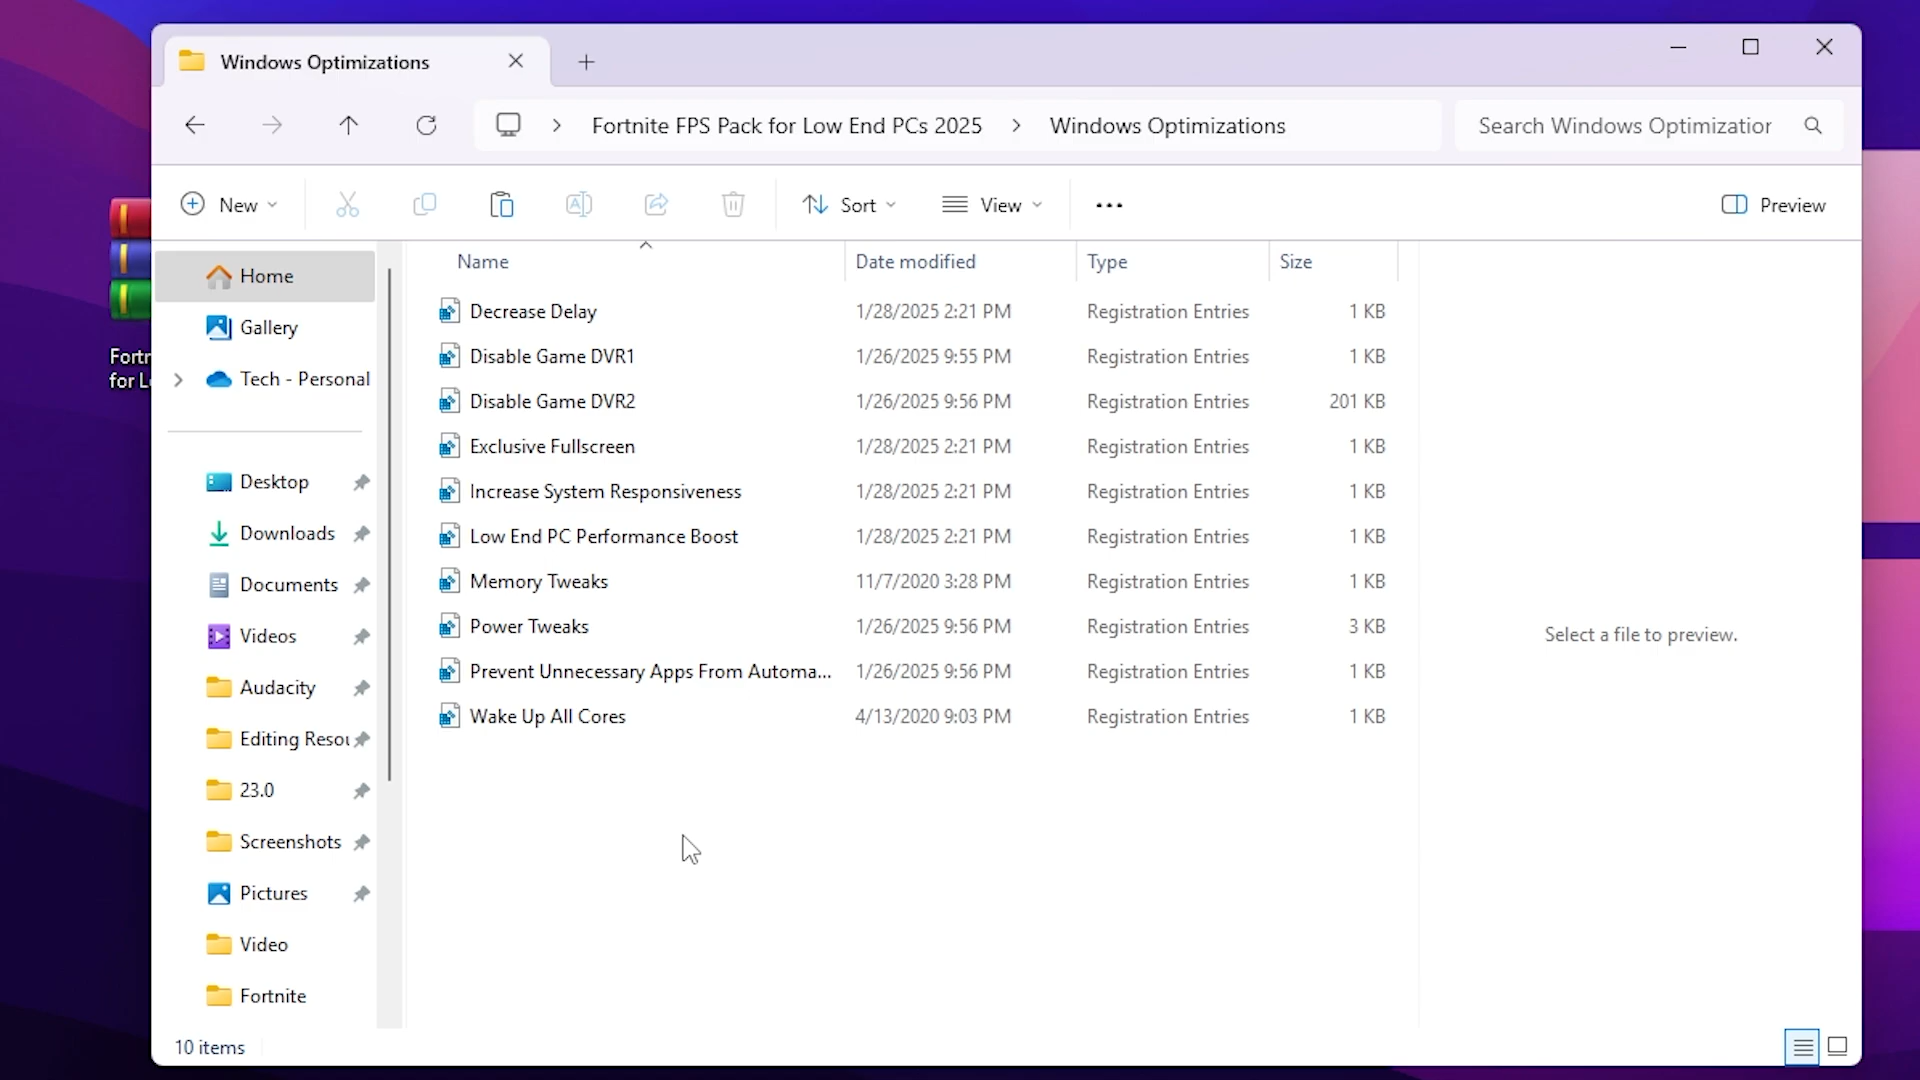 Windows Optimizations
Fortnite FPS Pack for Low End PCs 2025 > Windows Optimizations
Search Windows Optimization
New
Sort
View
Preview
Home
Gallery
Tech - Personal
Desktop
Downloads
Documents
Videos
Audacity
Editing Resou
23.0
Screenshots
Pictures
Video
Fortnite
Name Date modified Type Size
Decrease Delay 1/28/2025 2:21 PM Registration Entries 1 KB
Disable Game DVR1 1/26/2025 9:55 PM Registration Entries 1 KB
Disable Game DVR2 1/26/2025 9:56 PM Registration Entries 201 KB
Exclusive Fullscreen 1/28/2025 2:21 PM Registration Entries 1 KB
Increase System Responsiveness 1/28/2025 2:21 PM Registration Entries 1 KB
Low End PC Performance Boost 1/28/2025 2:21 PM Registration Entries 1 KB
Memory Tweaks 11/7/2020 3:28 PM Registration Entries 1 KB
Power Tweaks 1/26/2025 9:56 PM Registration Entries 3 KB
Prevent Unnecessary Apps From Automa... 1/26/2025 9:56 PM Registration Entries 1 KB
Wake Up All Cores 4/13/2020 9:03 PM Registration Entries 1 KB
Select a file to preview.
10 items
Fortr
for L